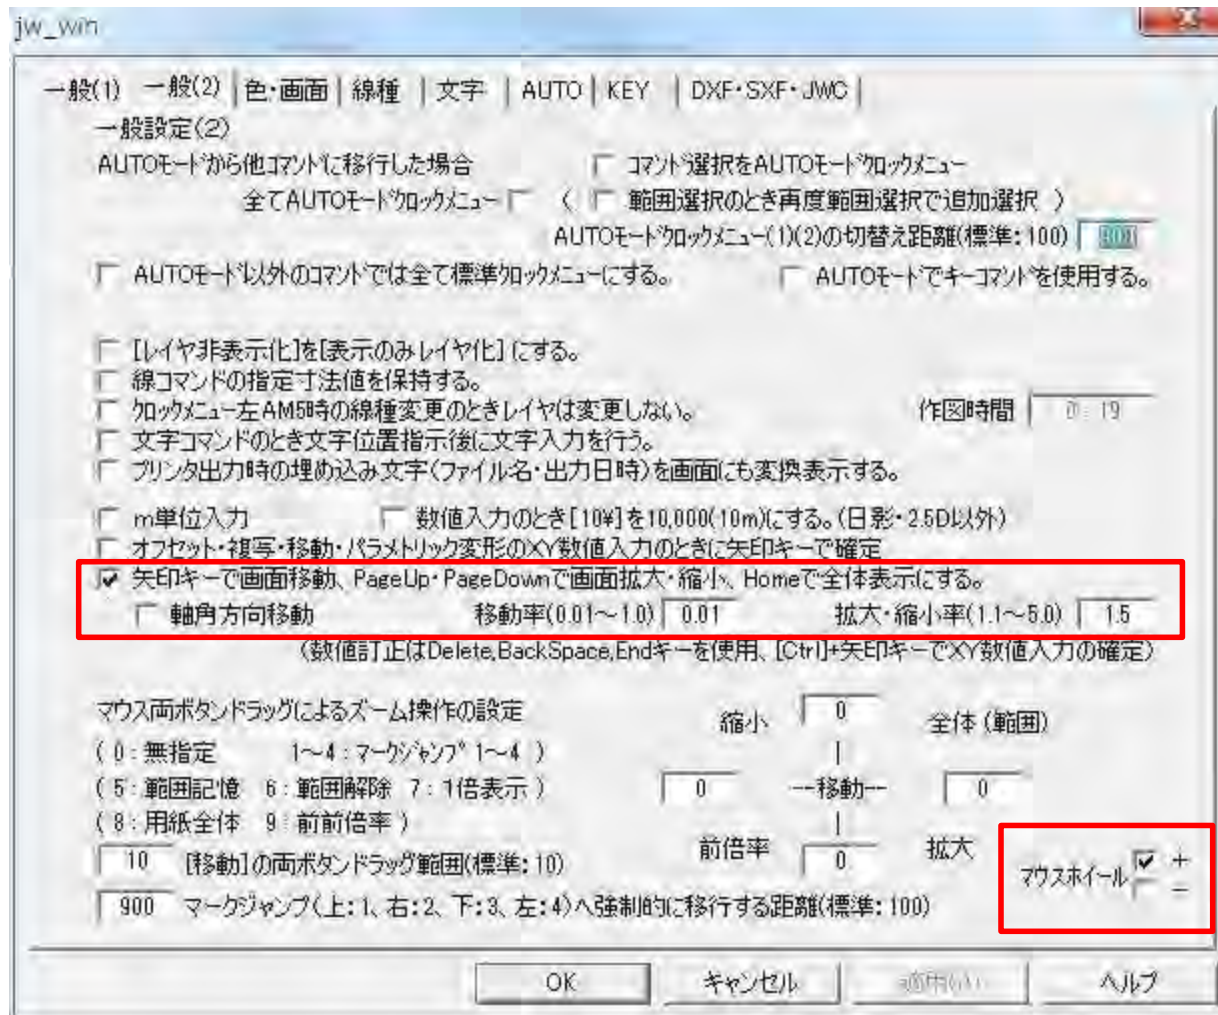 jw_win
一般(1) 一般(2) 色・画面 線種 文字 AUTO KEY DXF・SXF・JWC
一般設定(2)
AUTOモードから他コマンドに移行した場合 コマンド選択をAUTOモードクロックメニュー
全てAUTOモードクロックメニュー ( 範囲選択のとき再度範囲選択で追加選択 )
AUTOモードクロックメニュー(1)(2)の切替え距離(標準:100)
AUTOモード以外のコマンドでは全て標準クロックメニューにする。 AUTOモードでキーコマンドを使用する。
[レイヤ非表示化]を[表示のみレイヤ化]にする。
線コマンドの指定寸法値を保持する。
クロックメニュー左AM5時の線種変更のときレイヤは変更しない。 作図時間 0:19
文字コマンドのとき文字位置指示後に文字入力を行う。
プリンタ出力時の埋め込み文字(ファイル名・出力日時)を画面にも変換表示する。
m単位入力 数値入力のとき[10¥]を10,000(10m)にする。(日影・2.5D以外)
オフセット・複写・移動・パラメトリック変形のXY数値入力のときに矢印キーで確定
矢印キーで画面移動、PageUp・PageDownで画面拡大・縮小、Homeで全体表示にする。
軸角方向移動 移動率(0.01~1.0) 0.01 拡大・縮小率(1.1~5.0) 1.5
(数値訂正はDelete,BackSpace,Endキーを使用、[Ctrl]+矢印キーでXY数値入力の確定)
マウス両ボタンドラッグによるズーム操作の設定 縮小 0 全体(範囲)
(0:無指定 1~4:マークジャンプ1~4)
(5:範囲記憶 6:範囲解除 7:1倍表示) 0 --移動-- 0
(8:用紙全体 9:前前倍率)
10 [移動]の両ボタンドラッグ範囲(標準:10) 前倍率 0 拡大 マウスホイール + -
900 マークジャンプ(上:1、右:2、下:3、左:4)へ強制的に移行する距離(標準:100)
OK キャンセル ヘルプ